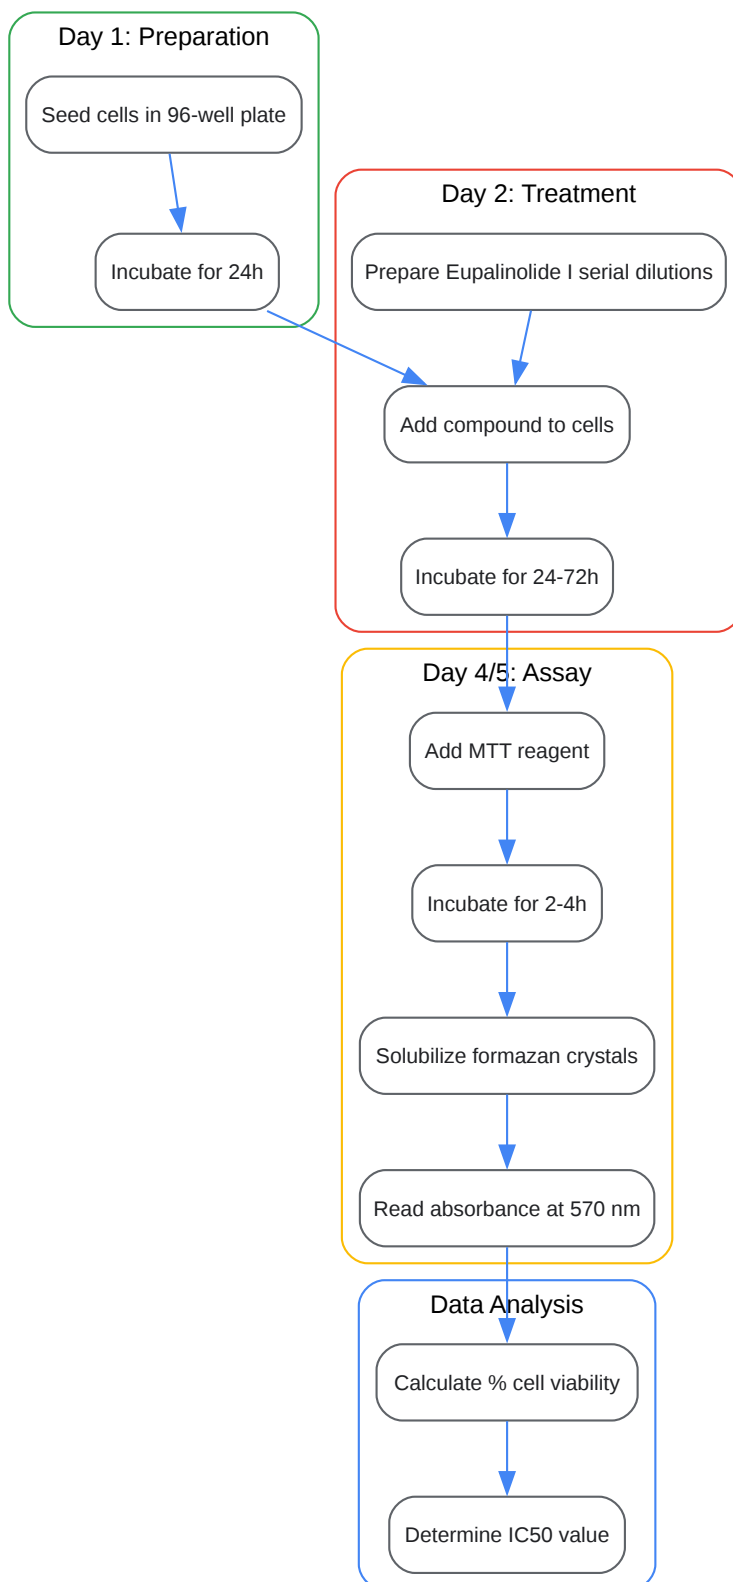 Day 1: Preparation
Seed cells in 96-well plate
Incubate for 24h
Day 2: Treatment
Prepare Eupalinolide I serial dilutions
Add compound to cells
Incubate for 24-72h
Day 4/5: Assay
Add MTT reagent
Incubate for 2-4h
Solubilize formazan crystals
Read absorbance at 570 nm
Data Analysis
Calculate % cell viability
Determine IC50 value